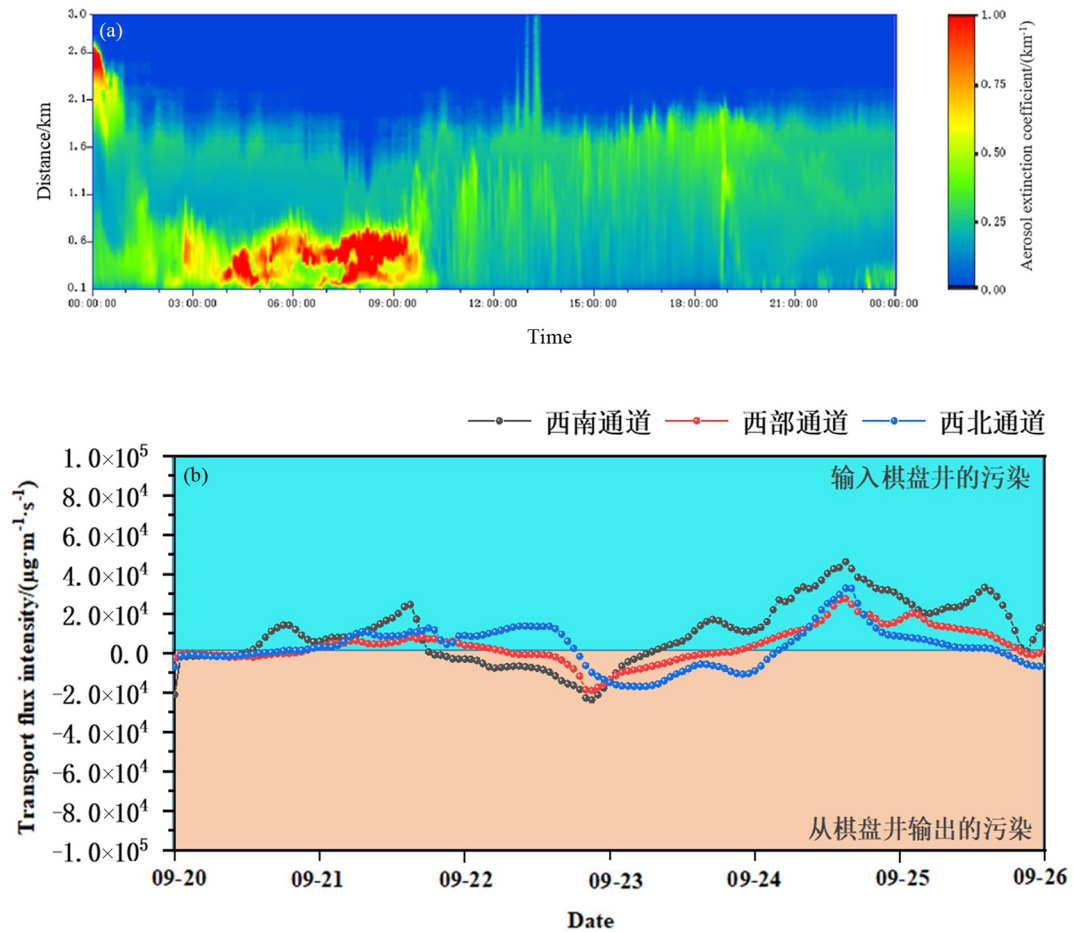 (a)
3.0
2.6
2.1
1.6
1.1
0.6
0.1
Distance/km
00:00:00 03:00:00 06:00:00 09:00:00 12:00:00 15:00:00 18:00:00 21:00:00 00:00:00
Time
1.00
0.75
0.50
0.25
0.00
Aerosol extinction coefficient/(km⁻¹)
西南通道 西部通道 西北通道
(b)
输入棋盘井的污染
1.0×10⁵
8.0×10⁴
6.0×10⁴
4.0×10⁴
2.0×10⁴
0.0
-2.0×10⁴
-4.0×10⁴
-6.0×10⁴
-8.0×10⁴
-1.0×10⁵
Transport flux intensity/(μg·m⁻¹·s⁻¹)
从棋盘井输出的污染
09-20 09-21 09-22 09-23 09-24 09-25 09-26
Date